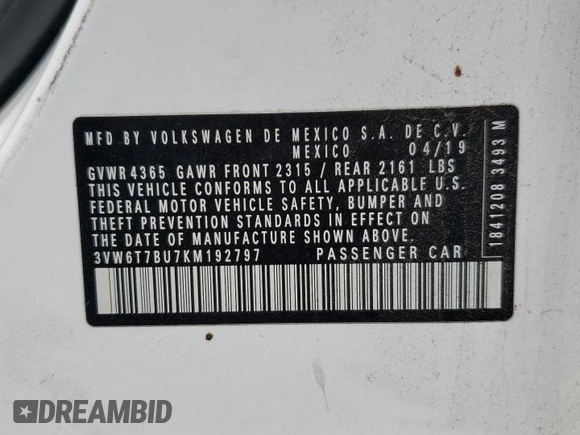 MFD BY VOLKSWAGEN DE MEXICO S.A. DE C.V.
MEXICO 04/19
GVWR 4365 GAWR FRONT 2315 / REAR 2161 LBS
THIS VEHICLE CONFORMS TO ALL APPLICABLE U.S.
FEDERAL MOTOR VEHICLE SAFETY, BUMPER AND
THEFT PREVENTION STANDARDS IN EFFECT ON
THE DATE OF MANUFACTURE SHOWN ABOVE.
3VW6T7BU7KM192797 PASSENGER CAR
1841208 3493 M
DREAMBID